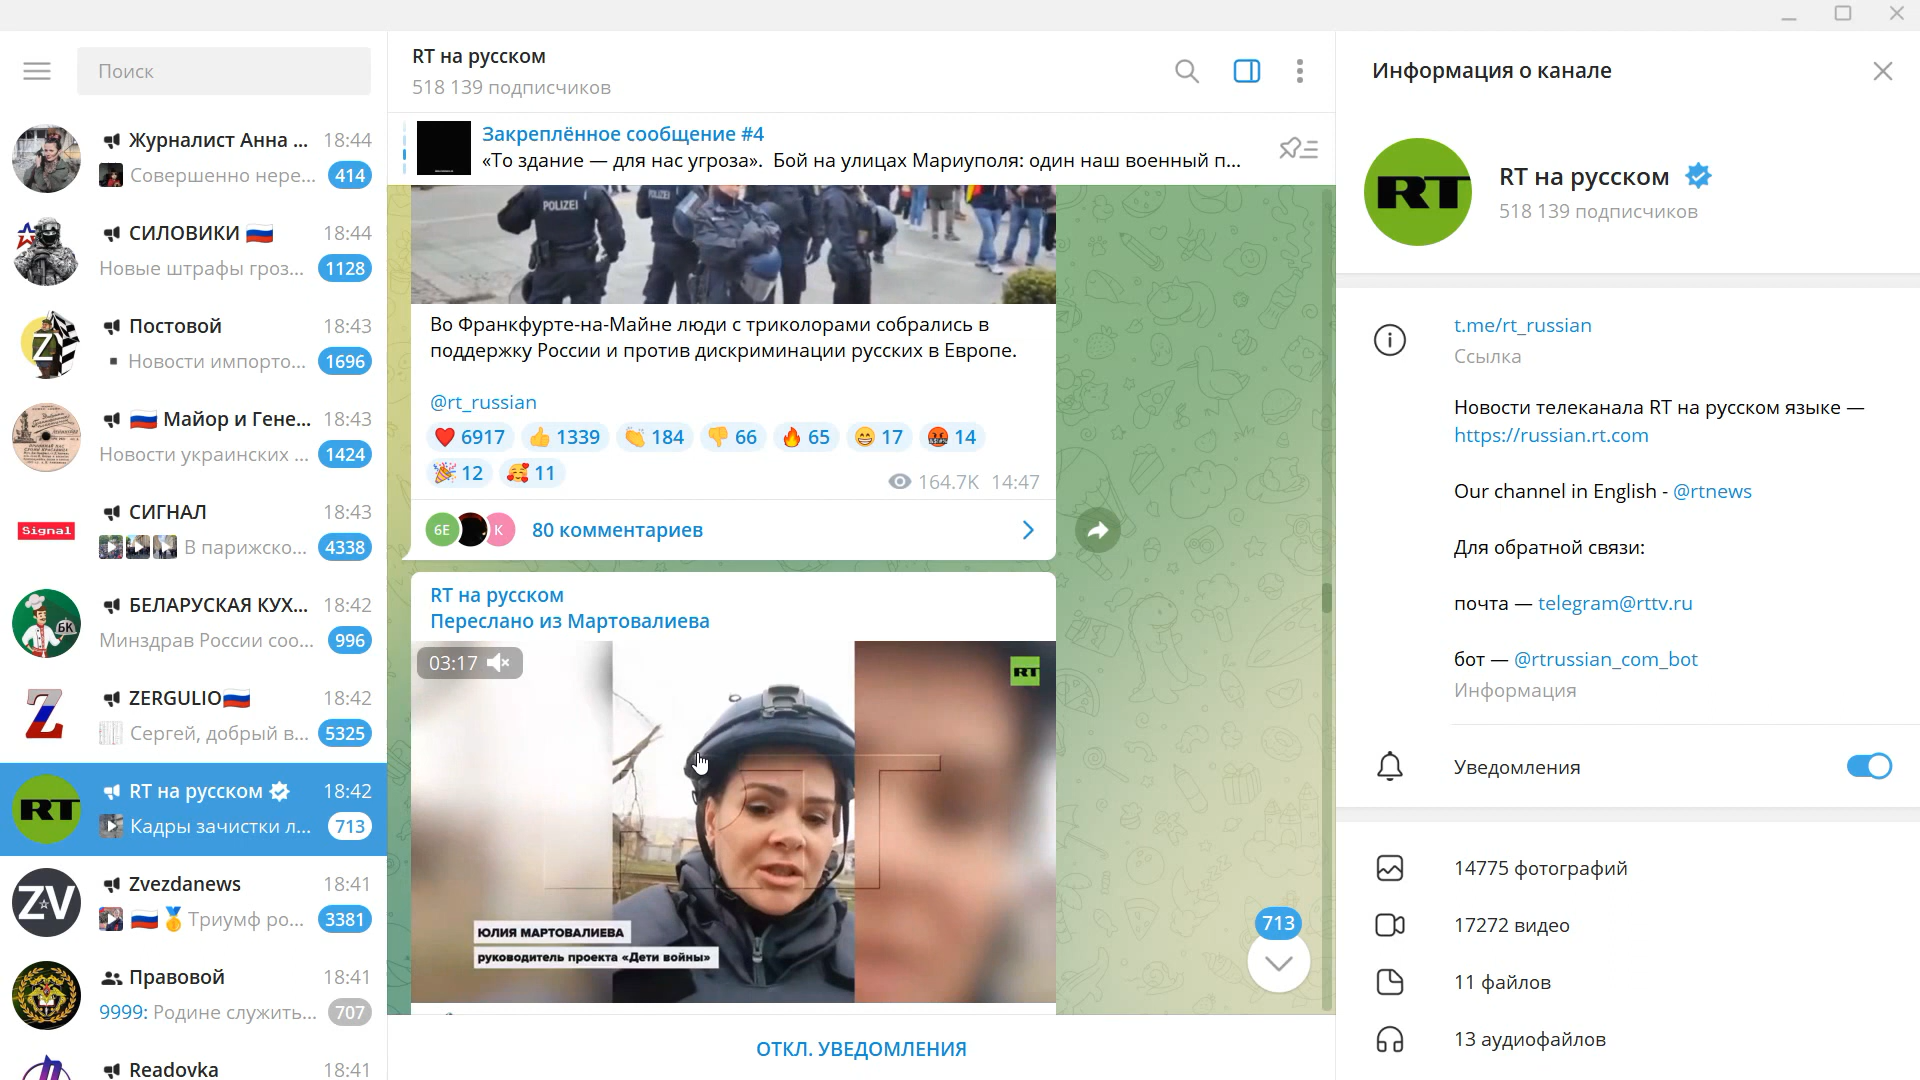 Поиск
Журналист Анна ... 18:44
Совершенно нере... 414
СИЛОВИКИ 🇷🇺 18:44
Новые штрафы гроз... 1128
Постовой 18:43
▪ Новости импорто... 1696
🇷🇺 Майор и Гене... 18:43
Новости украинских ... 1424
Signal
СИГНАЛ 18:43
В парижско... 4338
БК
БЕЛАРУСКАЯ КУХ... 18:42
Минздрав России соо... 996
Z
ZERGULIO🇷🇺 18:42
Сергей, добрый в... 5325
RT
RT на русском 18:42
Кадры зачистки л... 713
ZV
Zvezdanews 18:41
🇷🇺🥇Триумф ро... 3381
Правовой 18:41
9999: Родине служить... 707
Readovka 18:41
RT на русском
518 139 подписчиков
Закреплённое сообщение #4
«То здание — для нас угроза». Бой на улицах Мариуполя: один наш военный п...
POLIZEI
POLIZEI
Во Франкфурте-на-Майне люди с триколорами собрались в
поддержку России и против дискриминации русских в Европе.
@rt_russian
❤️ 6917 👍 1339 👏 184 👎 66 🔥 65 😁 17 🤬 14
🎉 12 🥰 11 164.7K 14:47
6Е К 80 комментариев
RT на русском
Переслано из Мартовалиева
03:17
RT
ЮЛИЯ МАРТОВАЛИЕВА
руководитель проекта «Дети войны»
713
ОТКЛ. УВЕДОМЛЕНИЯ
Информация о канале
RT
RT на русском
518 139 подписчиков
t.me/rt_russian
Ссылка
Новости телеканала RT на русском языке —
https://russian.rt.com
Our channel in English - @rtnews
Для обратной связи:
почта — telegram@rttv.ru
бот — @rtrussian_com_bot
Информация
Уведомления
14775 фотографий
17272 видео
11 файлов
13 аудиофайлов